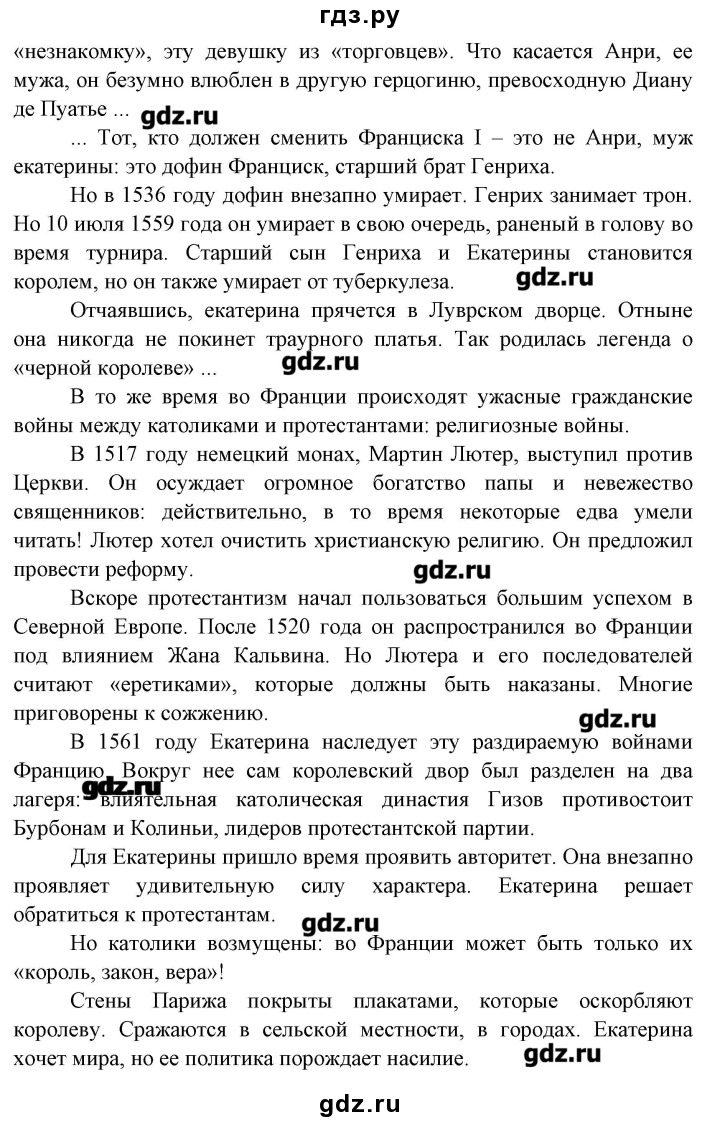 гдз.ру
«незнакомку», эту девушку из «торговцев». Что касается Анри, ее
мужа, он безумно влюблен в другую герцогиню, превосходную Диану
де Пуатье ...
gdz.ru
... Тот, кто должен сменить Франциска I – это не Анри, муж
екатерины: это дофин Франциск, старший брат Генриха.
Но в 1536 году дофин внезапно умирает. Генрих занимает трон.
Но 10 июля 1559 года он умирает в свою очередь, раненый в голову во
время турнира. Старший сын Генриха и Екатерины становится
королем, но он также умирает от туберкулеза.
gdz.ru
Отчаявшись, екатерина прячется в Луврском дворце. Отныне
она никогда не покинет траурного платья. Так родилась легенда о
«черной королеве» ...
gdz.ru
В то же время во Франции происходят ужасные гражданские
войны между католиками и протестантами: религиозные войны.
В 1517 году немецкий монах, Мартин Лютер, выступил против
Церкви. Он осуждает огромное богатство папы и невежество
священников: действительно, в то время некоторые едва умели
читать! Лютер хотел очистить христианскую религию. Он предложил
провести реформу.
gdz.ru
Вскоре протестантизм начал пользоваться большим успехом в
Северной Европе. После 1520 года он распространился во Франции
под влиянием Жана Кальвина. Но Лютера и его последователей
считают «еретиками», которые должны быть наказаны. Многие
приговорены к сожжению.
gdz.ru
В 1561 году Екатерина наследует эту раздираемую войнами
Францию. Вокруг нее сам королевский двор был разделен на два
gdz.ru
лагеря: влиятельная католическая династия Гизов противостоит
Бурбонам и Колиньи, лидеров протестантской партии.
Для Екатерины пришло время проявить авторитет. Она внезапно
проявляет удивительную силу характера. Екатерина решает
обратиться к протестантам.
gdz.ru
Но католики возмущены: во Франции может быть только их
«король, закон, вера»!
Стены Парижа покрыты плакатами, которые оскорбляют
королеву. Сражаются в сельской местности, в городах. Екатерина
хочет мира, но ее политика порождает насилие.
gdz.ru
gdz.ru